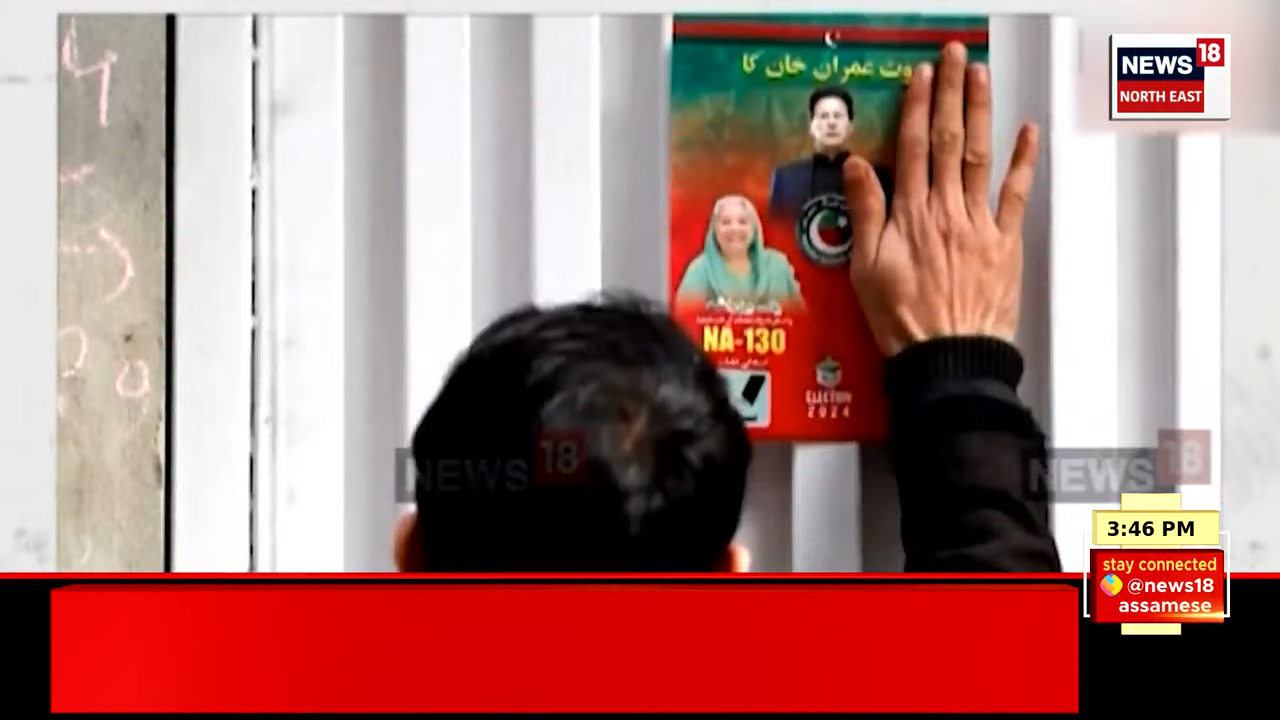 NEWS 18
NORTH EAST
ووٹ عمران خان کا
NA-130
ELECTION
2024
NEWS 18
NEWS 18
3:46 PM
stay connected
@news18
assamese